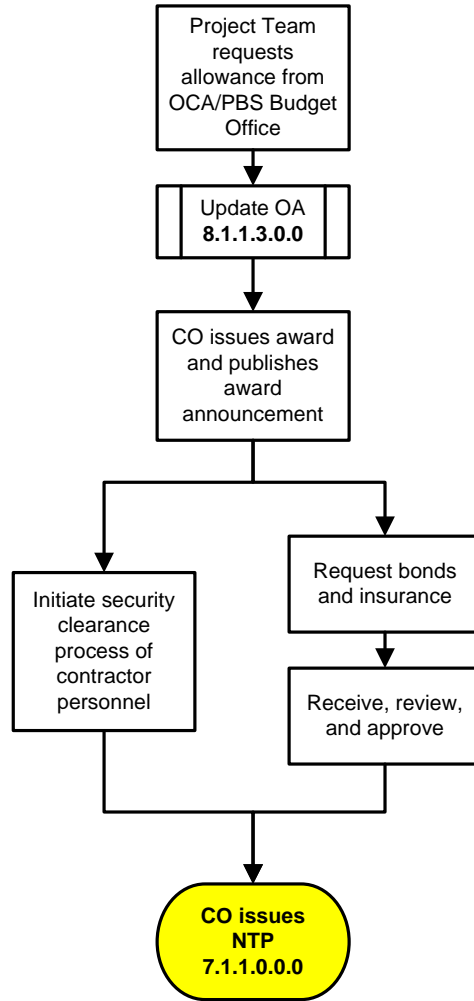 Project Team
requests
allowance from
OCA/PBS Budget
Office
Update OA
8.1.1.3.0.0
CO issues award
and publishes
award
announcement
Initiate security
clearance
process of
contractor
personnel
Request bonds
and insurance
Receive, review,
and approve
CO issues
NTP
7.1.1.0.0.0